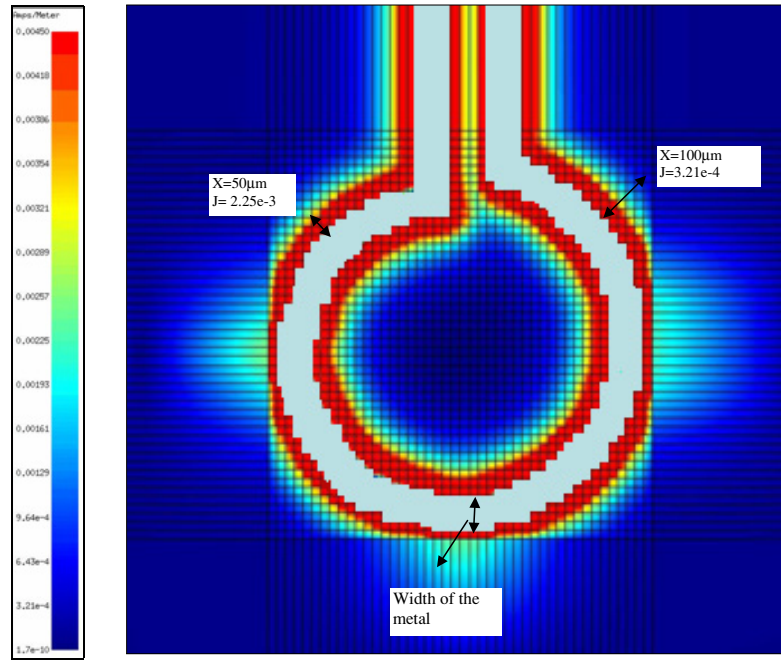 Amps/Meter
0.00450
0.00418
0.00386
0.00354
0.00321
0.00289
0.00257
0.00225
0.00193
0.00161
0.00129
9.64e-4
6.43e-4
3.21e-4
1.7e-10
X=50μm
J= 2.25e-3
X=100μm
J=3.21e-4
Width of the
metal